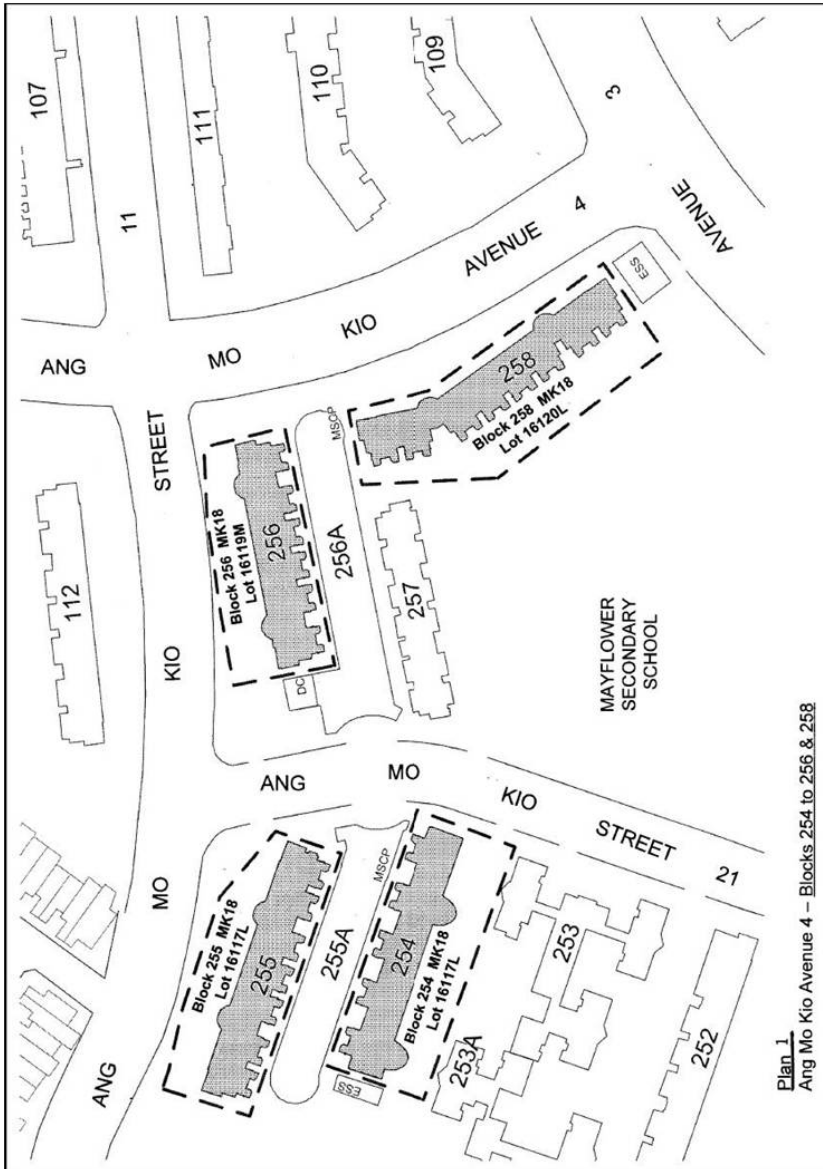 107
11
111
110
109
3
AVENUE 4
AVENUE
ANG MO KIO
ESS
STREET
MSCP
258
Block 258 MK18
Lot 16120L
112
Block 256 MK18
Lot 16119M
256
256A
257
KIO
DC
MAYFLOWER
SECONDARY
SCHOOL
ANG MO KIO STREET 21
MO
ANG
Block 255 MK18
Lot 16117L
255
255A
MSCP
254
Block 254 MK18
Lot 16117L
ESS
253A
253
252
Plan 1
Ang Mo Kio Avenue 4 – Blocks 254 to 256 & 258